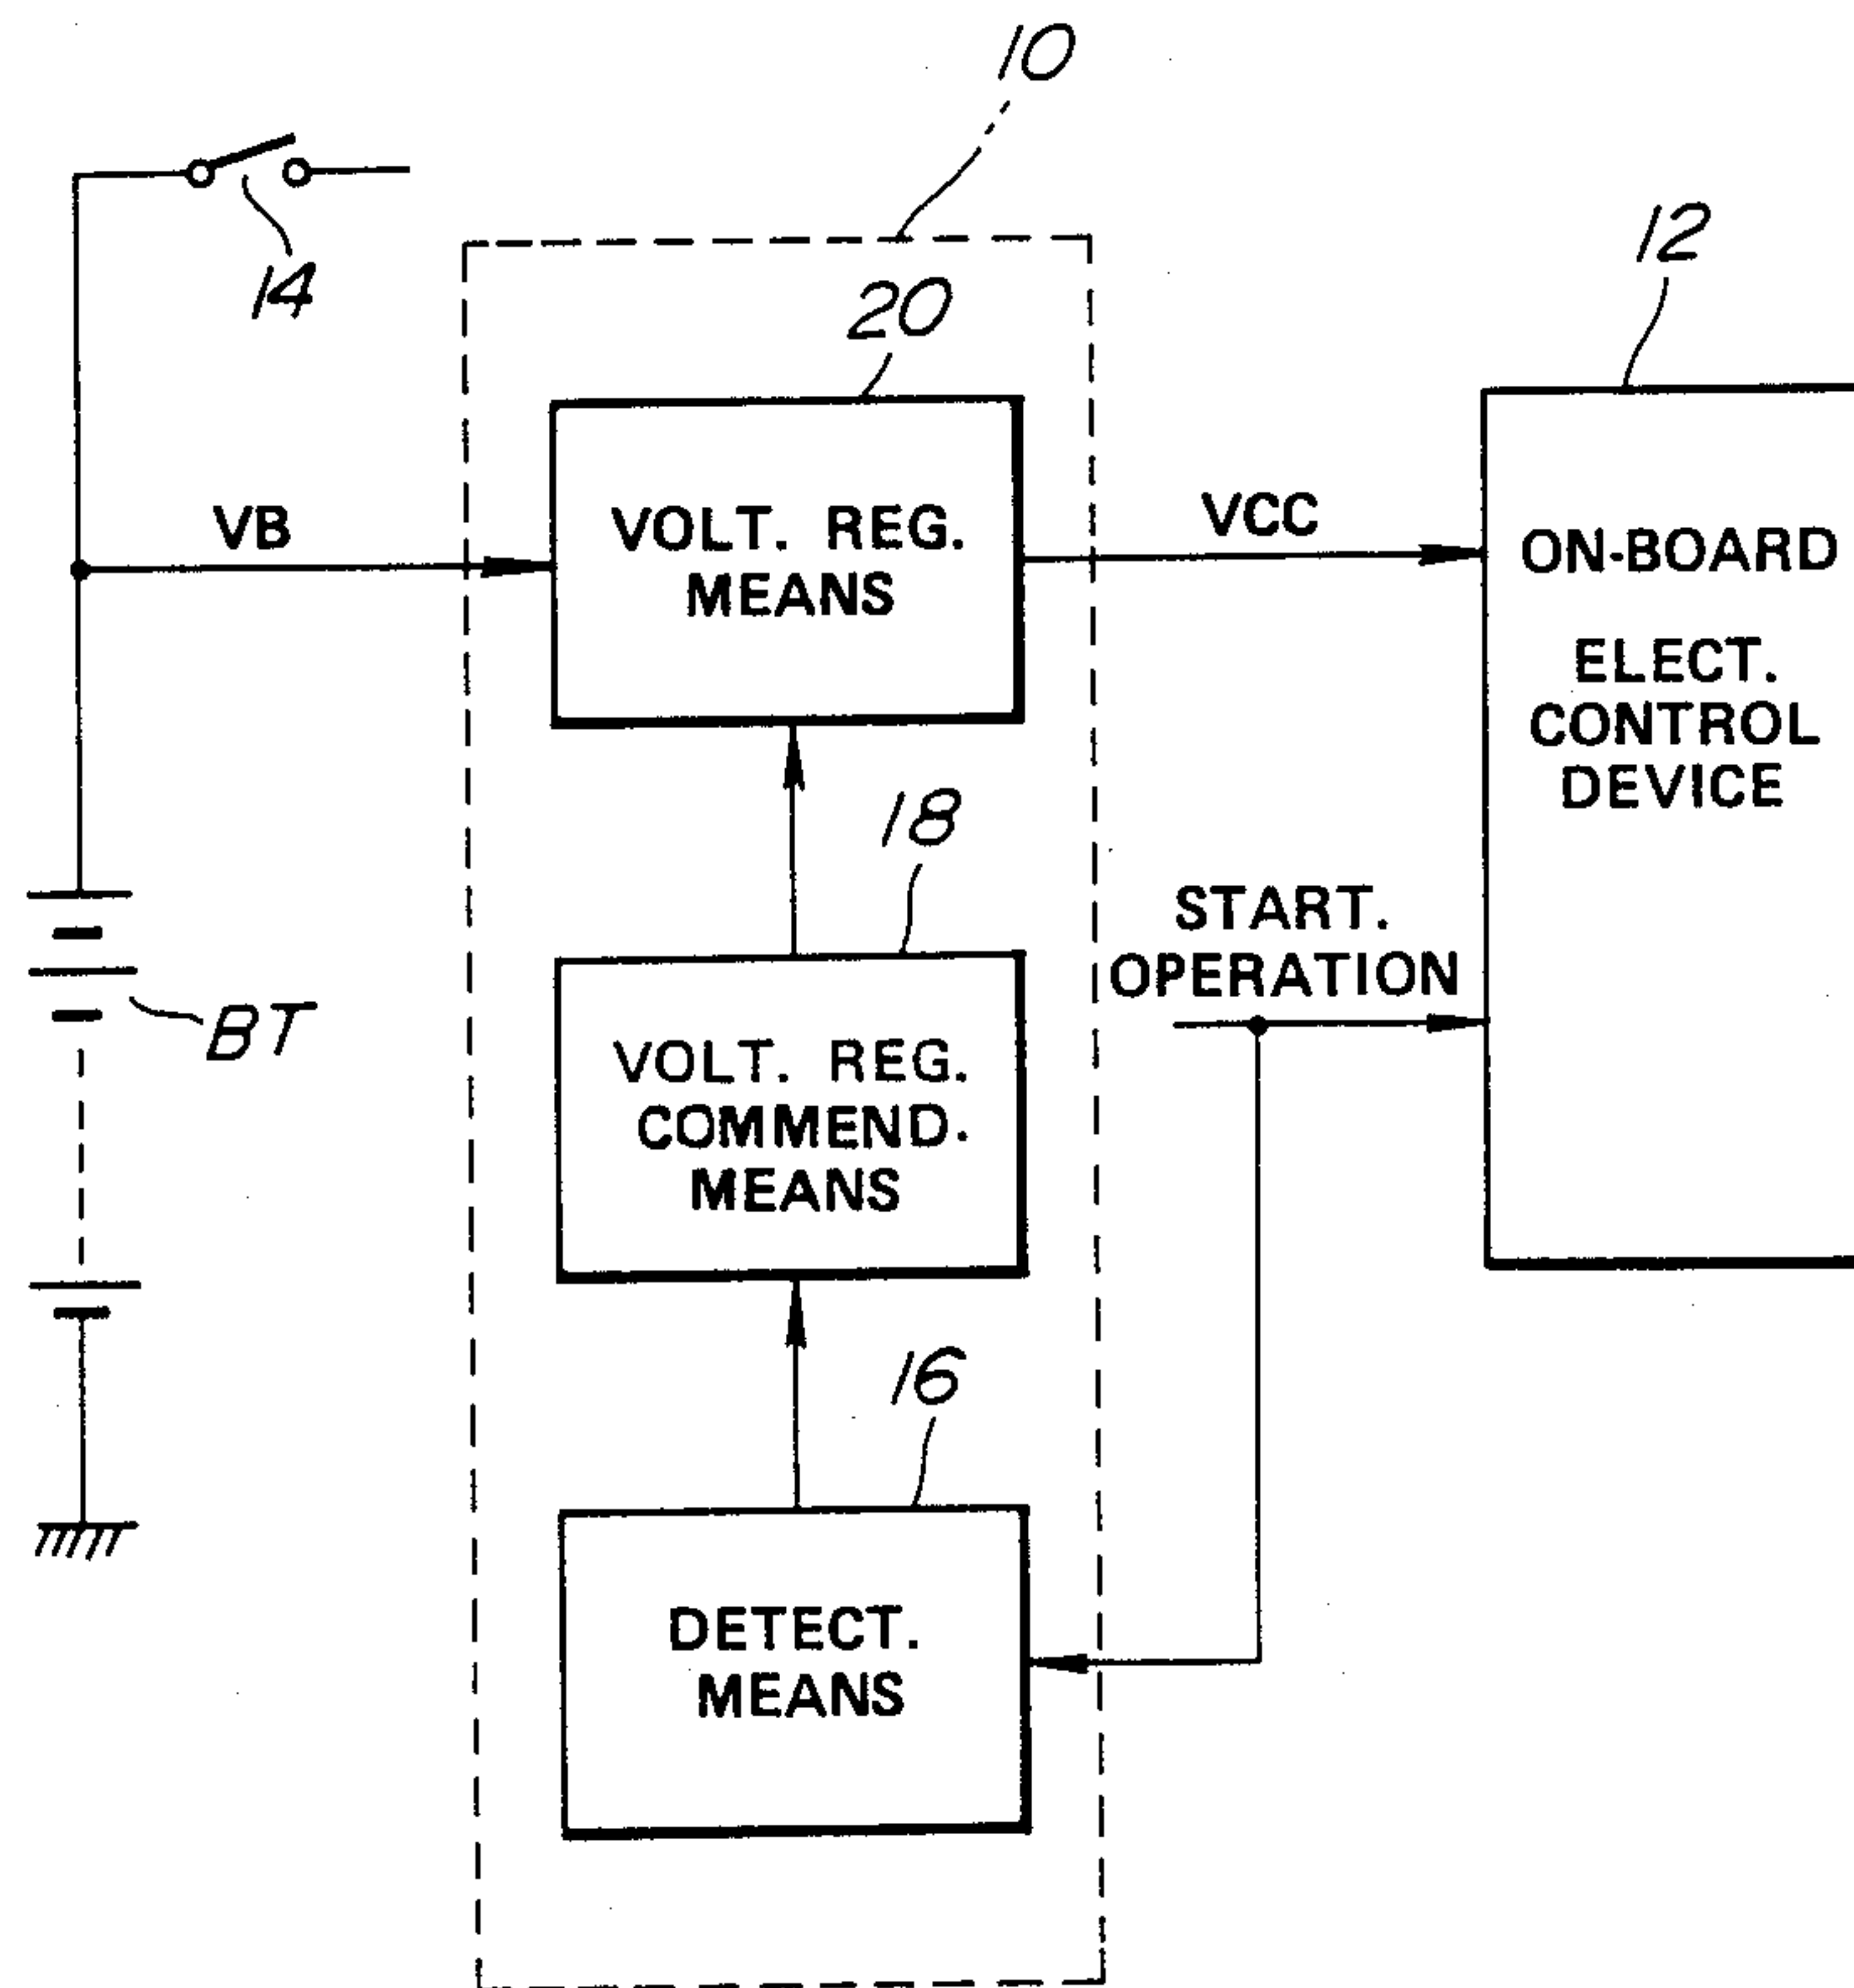 10
12
14
20
VB
VOLT. REG.
MEANS
VCC
ON-BOARD
ELECT.
CONTROL
DEVICE
18
START.
OPERATION
BT
VOLT. REG.
COMMEND.
MEANS
16
DETECT.
MEANS